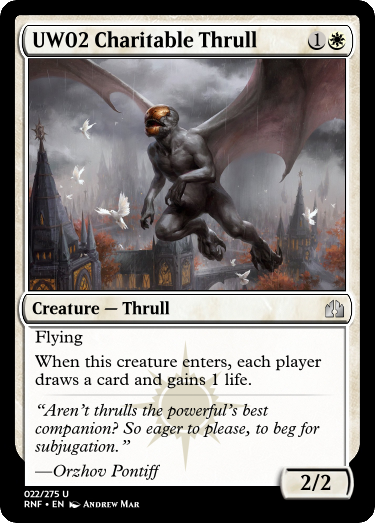 UW02 Charitable Thrull 1
Creature — Thrull
Flying
When this creature enters, each player
draws a card and gains 1 life.
“Aren’t thrulls the powerful’s best
companion? So eager to please, to beg for
subjugation.”
—Orzhov Pontiff
2/2
022/275 U
RNF • EN Andrew Mar